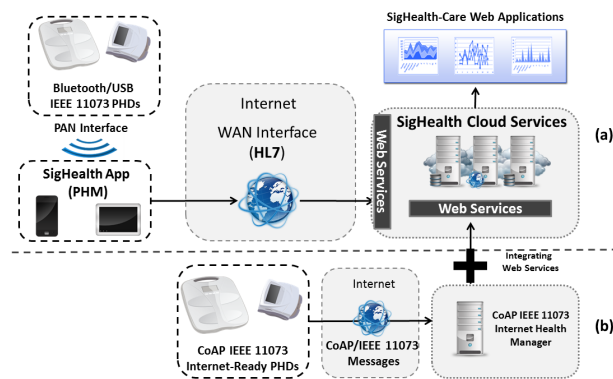 SigHealth-Care Web Applications
Bluetooth/USB
IEEE 11073 PHDs
PAN Interface
SigHealth App
(PHM)
Internet
WAN Interface
(HL7)
Web Services
SigHealth Cloud Services
Web Services
(a)
Integrating
Web Services
CoAP IEEE 11073
Internet-Ready PHDs
Internet
CoAP/IEEE 11073
Messages
CoAP IEEE 11073
Internet Health
Manager
(b)